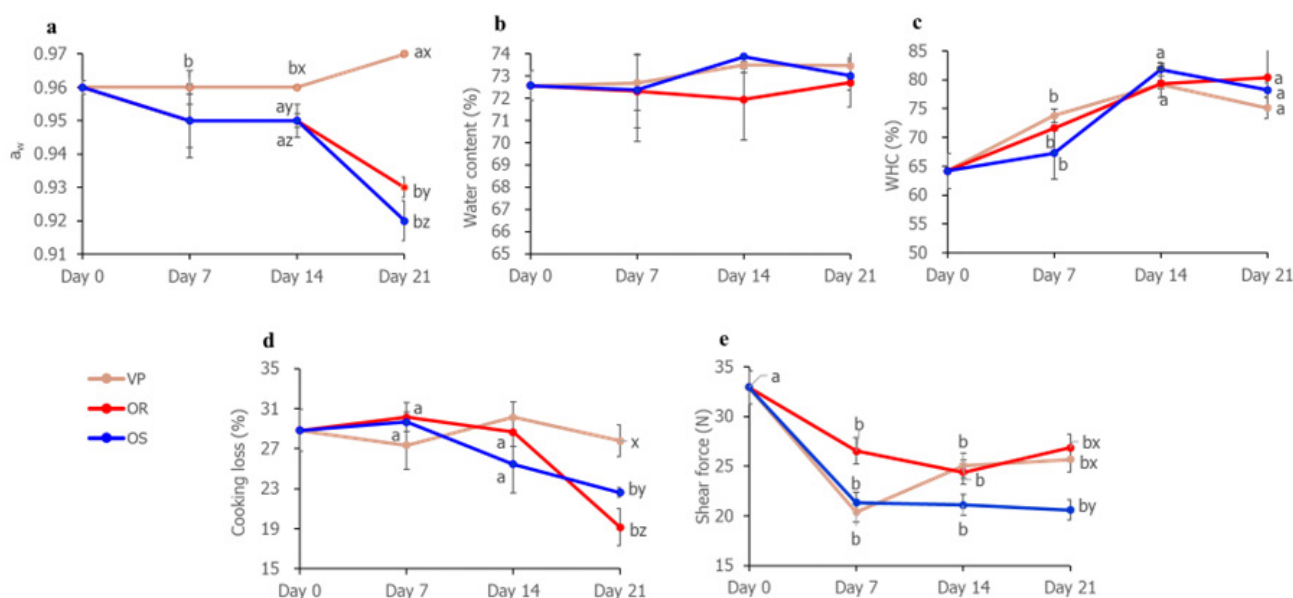 a
0.97
0.96
0.95
0.94
0.93
0.92
0.91
a_w
b
bx
ax
ay
az
by
bz
Day 0 Day 7 Day 14 Day 21
b
74
73
72
71
70
69
68
67
66
65
Water content (%)
Day 0 Day 7 Day 14 Day 21
c
85
80
75
70
65
60
55
50
WHC (%)
b
b
b
a
a
a
a
a
Day 0 Day 7 Day 14 Day 21
VP
OR
OS
d
35
31
27
23
19
15
Cooking loss (%)
a
a
a
a
x
by
bz
Day 0 Day 7 Day 14 Day 21
e
35
30
25
20
15
Shear force (N)
a
b
b
b
b
b
b
bx
bx
by
Day 0 Day 7 Day 14 Day 21